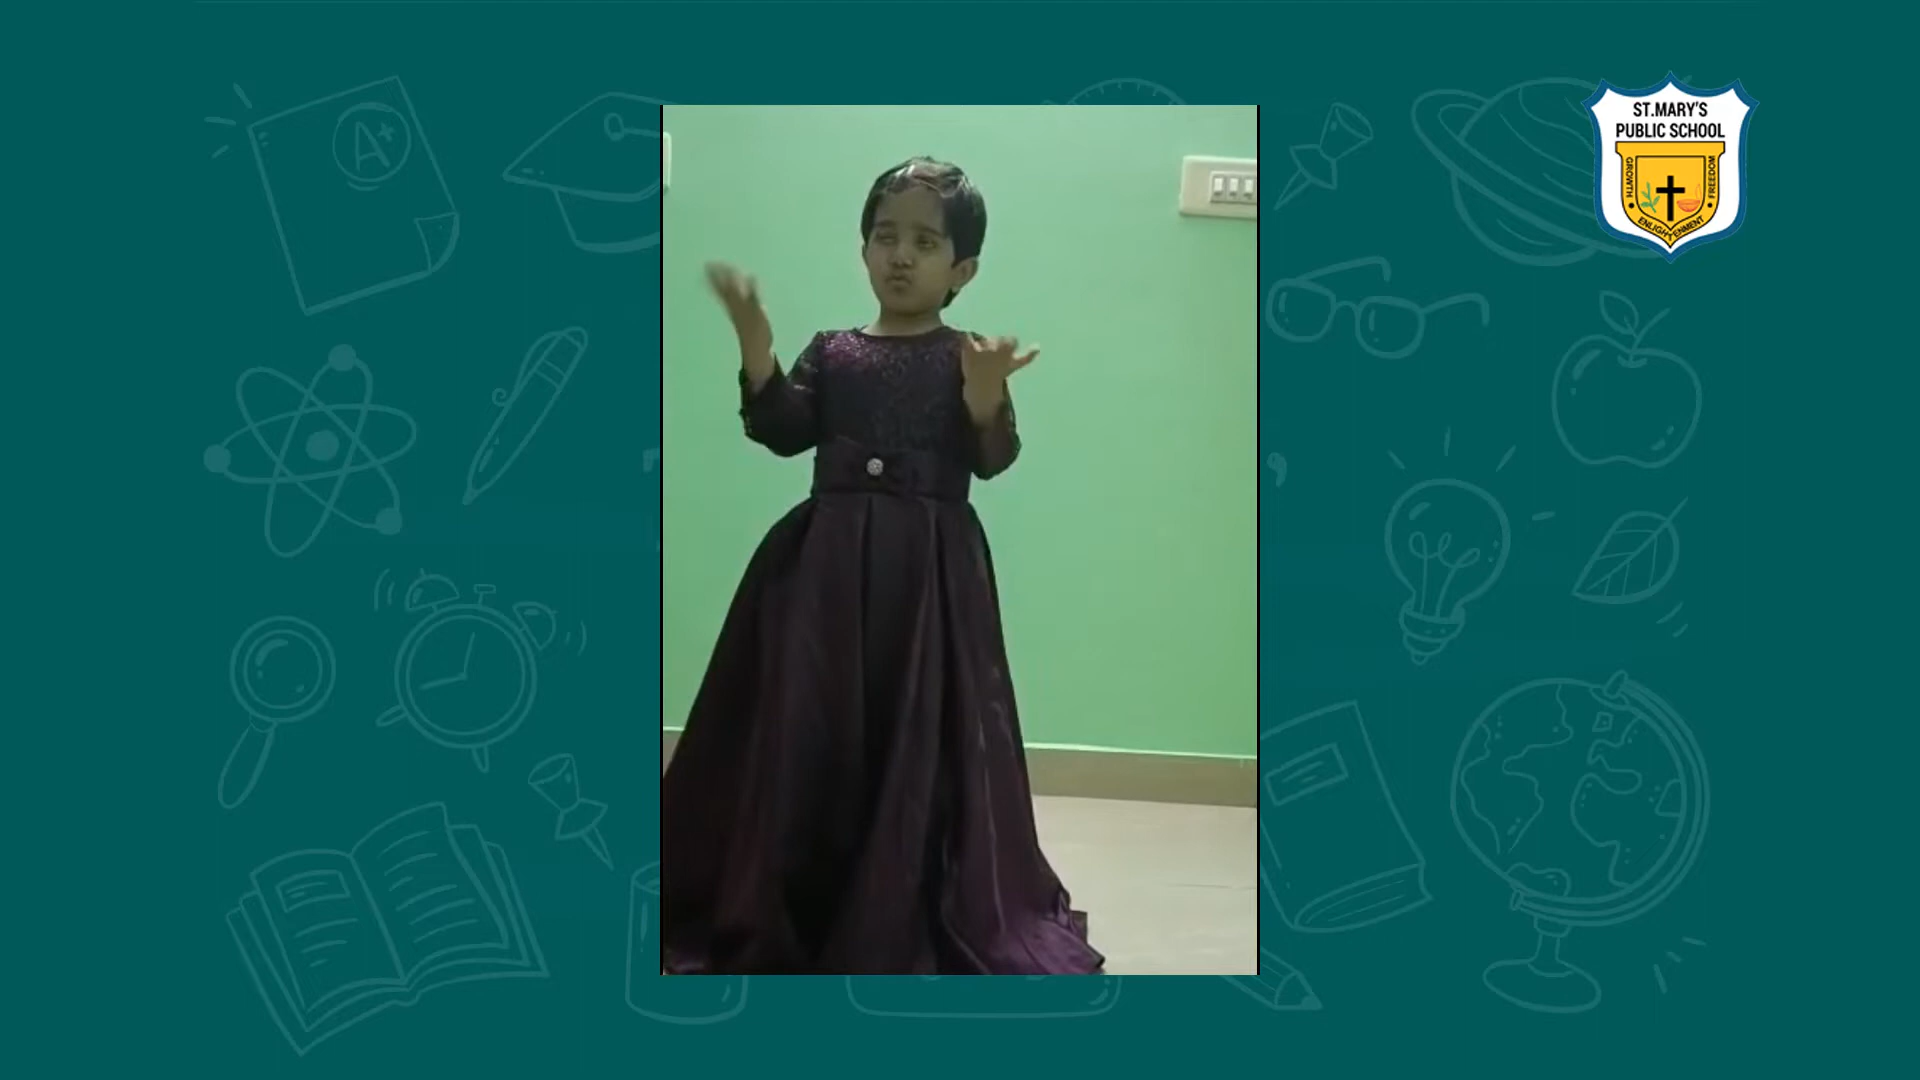 A+
ST.MARY'S
PUBLIC SCHOOL
GROWTH
FREEDOM
ENLIGHTENMENT